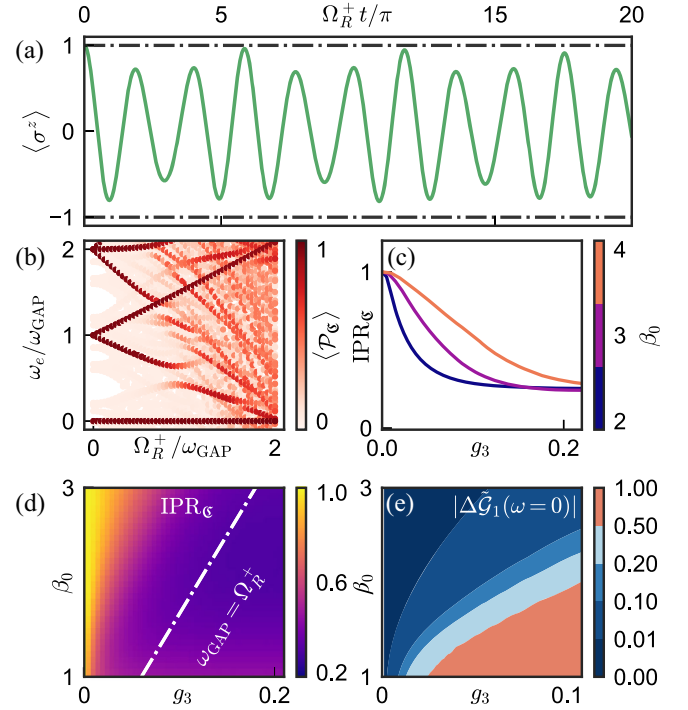 Ω_R^+ t/π
0 5 10 15 20
(a)
⟨σ^z⟩
1
0
−1
(b)
ω_e/ω_GAP
2
1
0
0 2
Ω_R^+/ω_GAP
1
0
⟨𝒫_𝕮⟩
(c)
IPR_𝕮
1
0
0.0 0.2
g_3
4
3
2
β_0
(d)
IPR_𝕮
3
β_0
1
0 0.2
g_3
ω_GAP = Ω_R^+
1.0
0.6
0.2
(e)
|Δ𝒢̃_1(ω=0)|
3
β_0
1
0 0.1
g_3
1.00
0.50
0.20
0.10
0.01
0.00